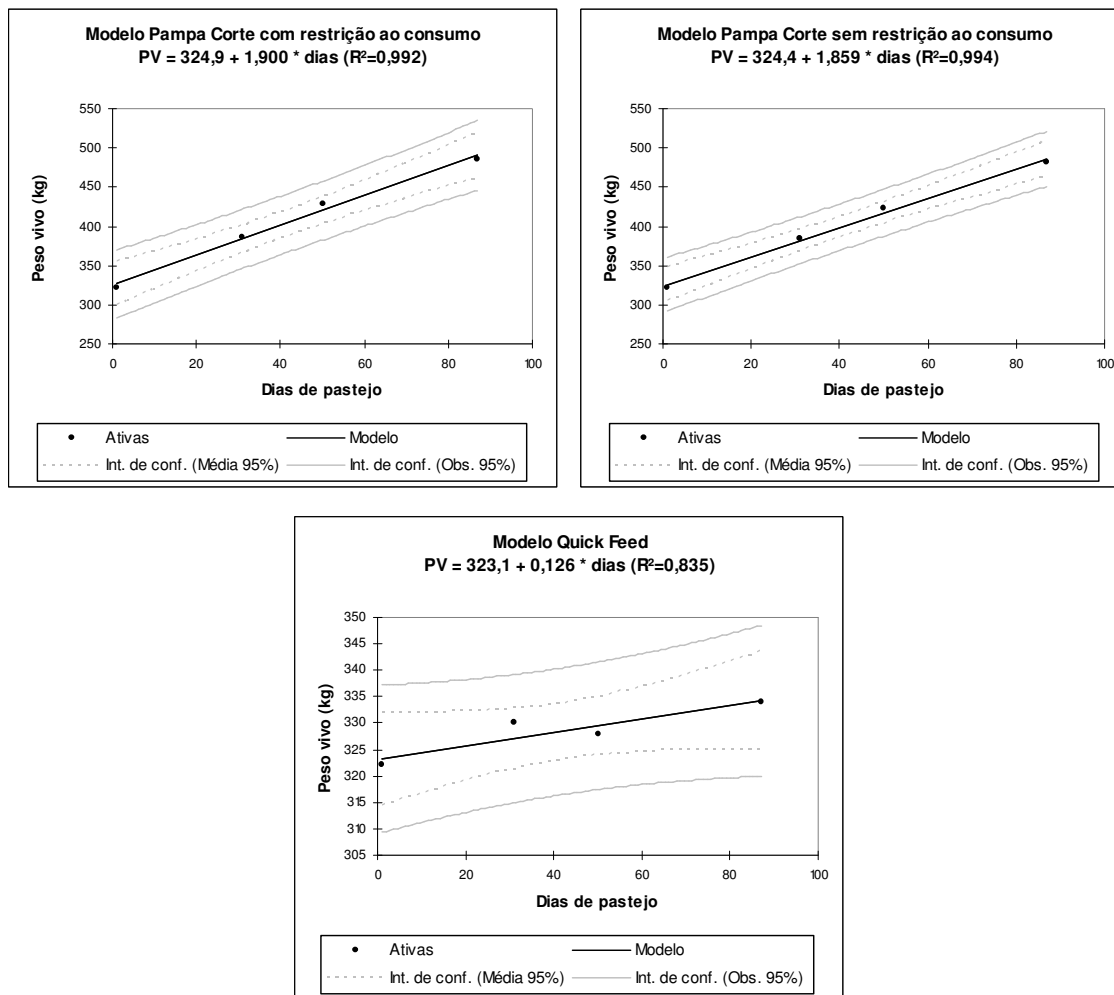 Modelo Pampa Corte com restrição ao consumo
PV = 324,9 + 1,900 * dias (R²=0,992)
550
500
450
400
350
300
250
Peso vivo (kg)
0 20 40 60 80 100
Dias de pastejo
Ativas Modelo
Int. de conf. (Média 95%) Int. de conf. (Obs. 95%)
Modelo Pampa Corte sem restrição ao consumo
PV = 324,4 + 1,859 * dias (R²=0,994)
550
500
450
400
350
300
250
Peso vivo (kg)
0 20 40 60 80 100
Dias de pastejo
Ativas Modelo
Int. de conf. (Média 95%) Int. de conf. (Obs. 95%)
Modelo Quick Feed
PV = 323,1 + 0,126 * dias (R²=0,835)
350
345
340
335
330
325
320
315
310
305
Peso vivo (kg)
0 20 40 60 80 100
Dias de pastejo
Ativas Modelo
Int. de conf. (Média 95%) Int. de conf. (Obs. 95%)